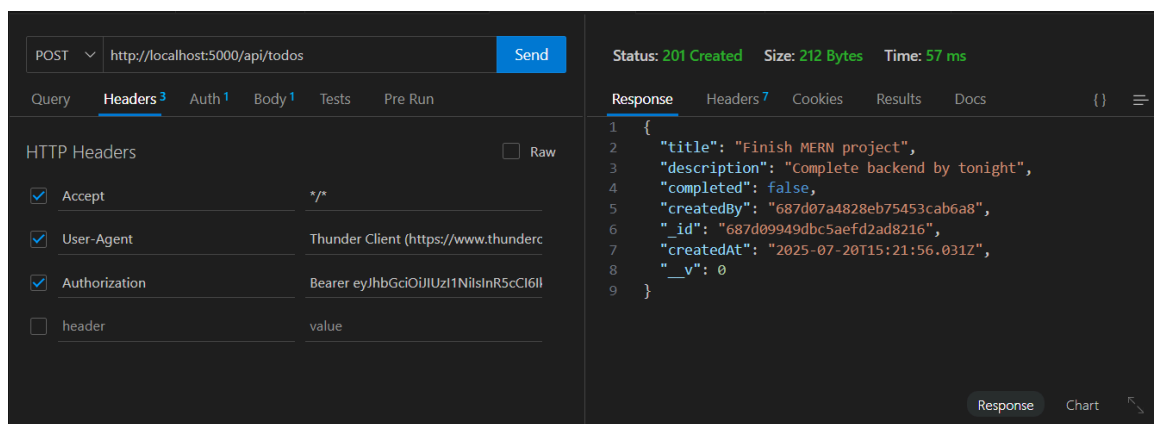 POST http://localhost:5000/api/todos Send
Query Headers 3 Auth 1 Body 1 Tests Pre Run
HTTP Headers Raw
Accept */*
User-Agent Thunder Client (https://www.thunderc
Authorization Bearer eyJhbGciOiJIUzI1NiIsInR5cCI6Ik
header value
Status: 201 Created Size: 212 Bytes Time: 57 ms
Response Headers 7 Cookies Results Docs { }
1 {
2 "title": "Finish MERN project",
3 "description": "Complete backend by tonight",
4 "completed": false,
5 "createdBy": "687d07a4828eb75453cab6a8",
6 "_id": "687d09949dbc5aefd2ad8216",
7 "createdAt": "2025-07-20T15:21:56.031Z",
8 "__v": 0
9 }
Response Chart